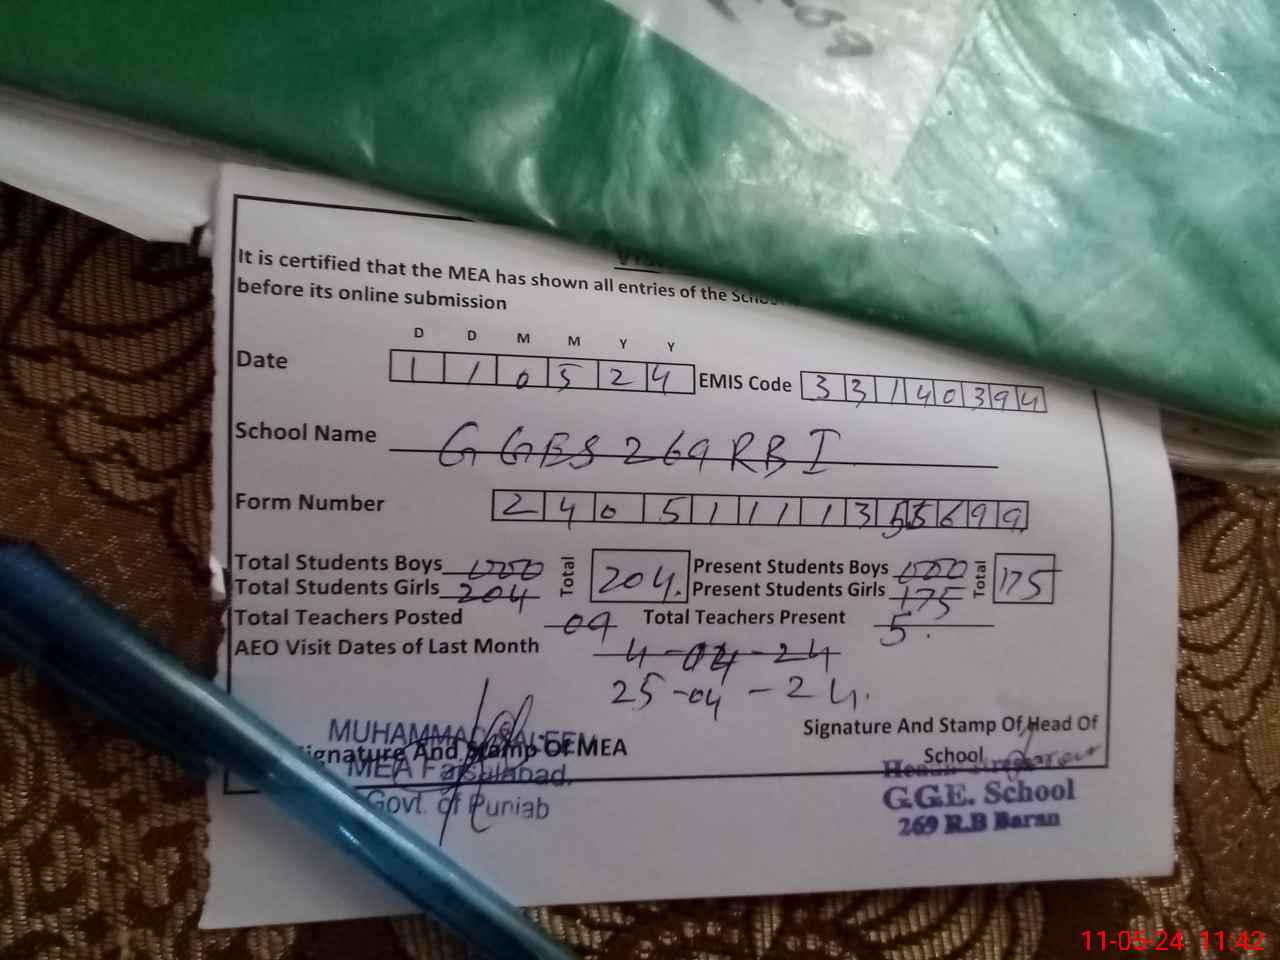 It is certified that the MEA has shown all entries of the
before its online submission
D D M M Y Y
Date 1 1 0 5 2 4 EMIS Code 3 3 1 4 0 3 9 4
School Name G GES 269 RB I
Form Number 2 4 0 5 1 1 1 1 3 5 5 6 9 9
Total Students Boys 000 Total 204. Present Students Boys 000 Total 175
Total Students Girls 204 Present Students Girls 175
Total Teachers Posted 09 Total Teachers Present 5.
AEO Visit Dates of Last Month 4-04-24
25-04-24.
MUHAMMAD SALEEM
Signature And Stamp Of MEA
MEA Faisalabad.
Govt. of Punjab
Signature And Stamp Of Head Of
School
G.G.E. School
269 R.B Baran
11-05-24 11:42